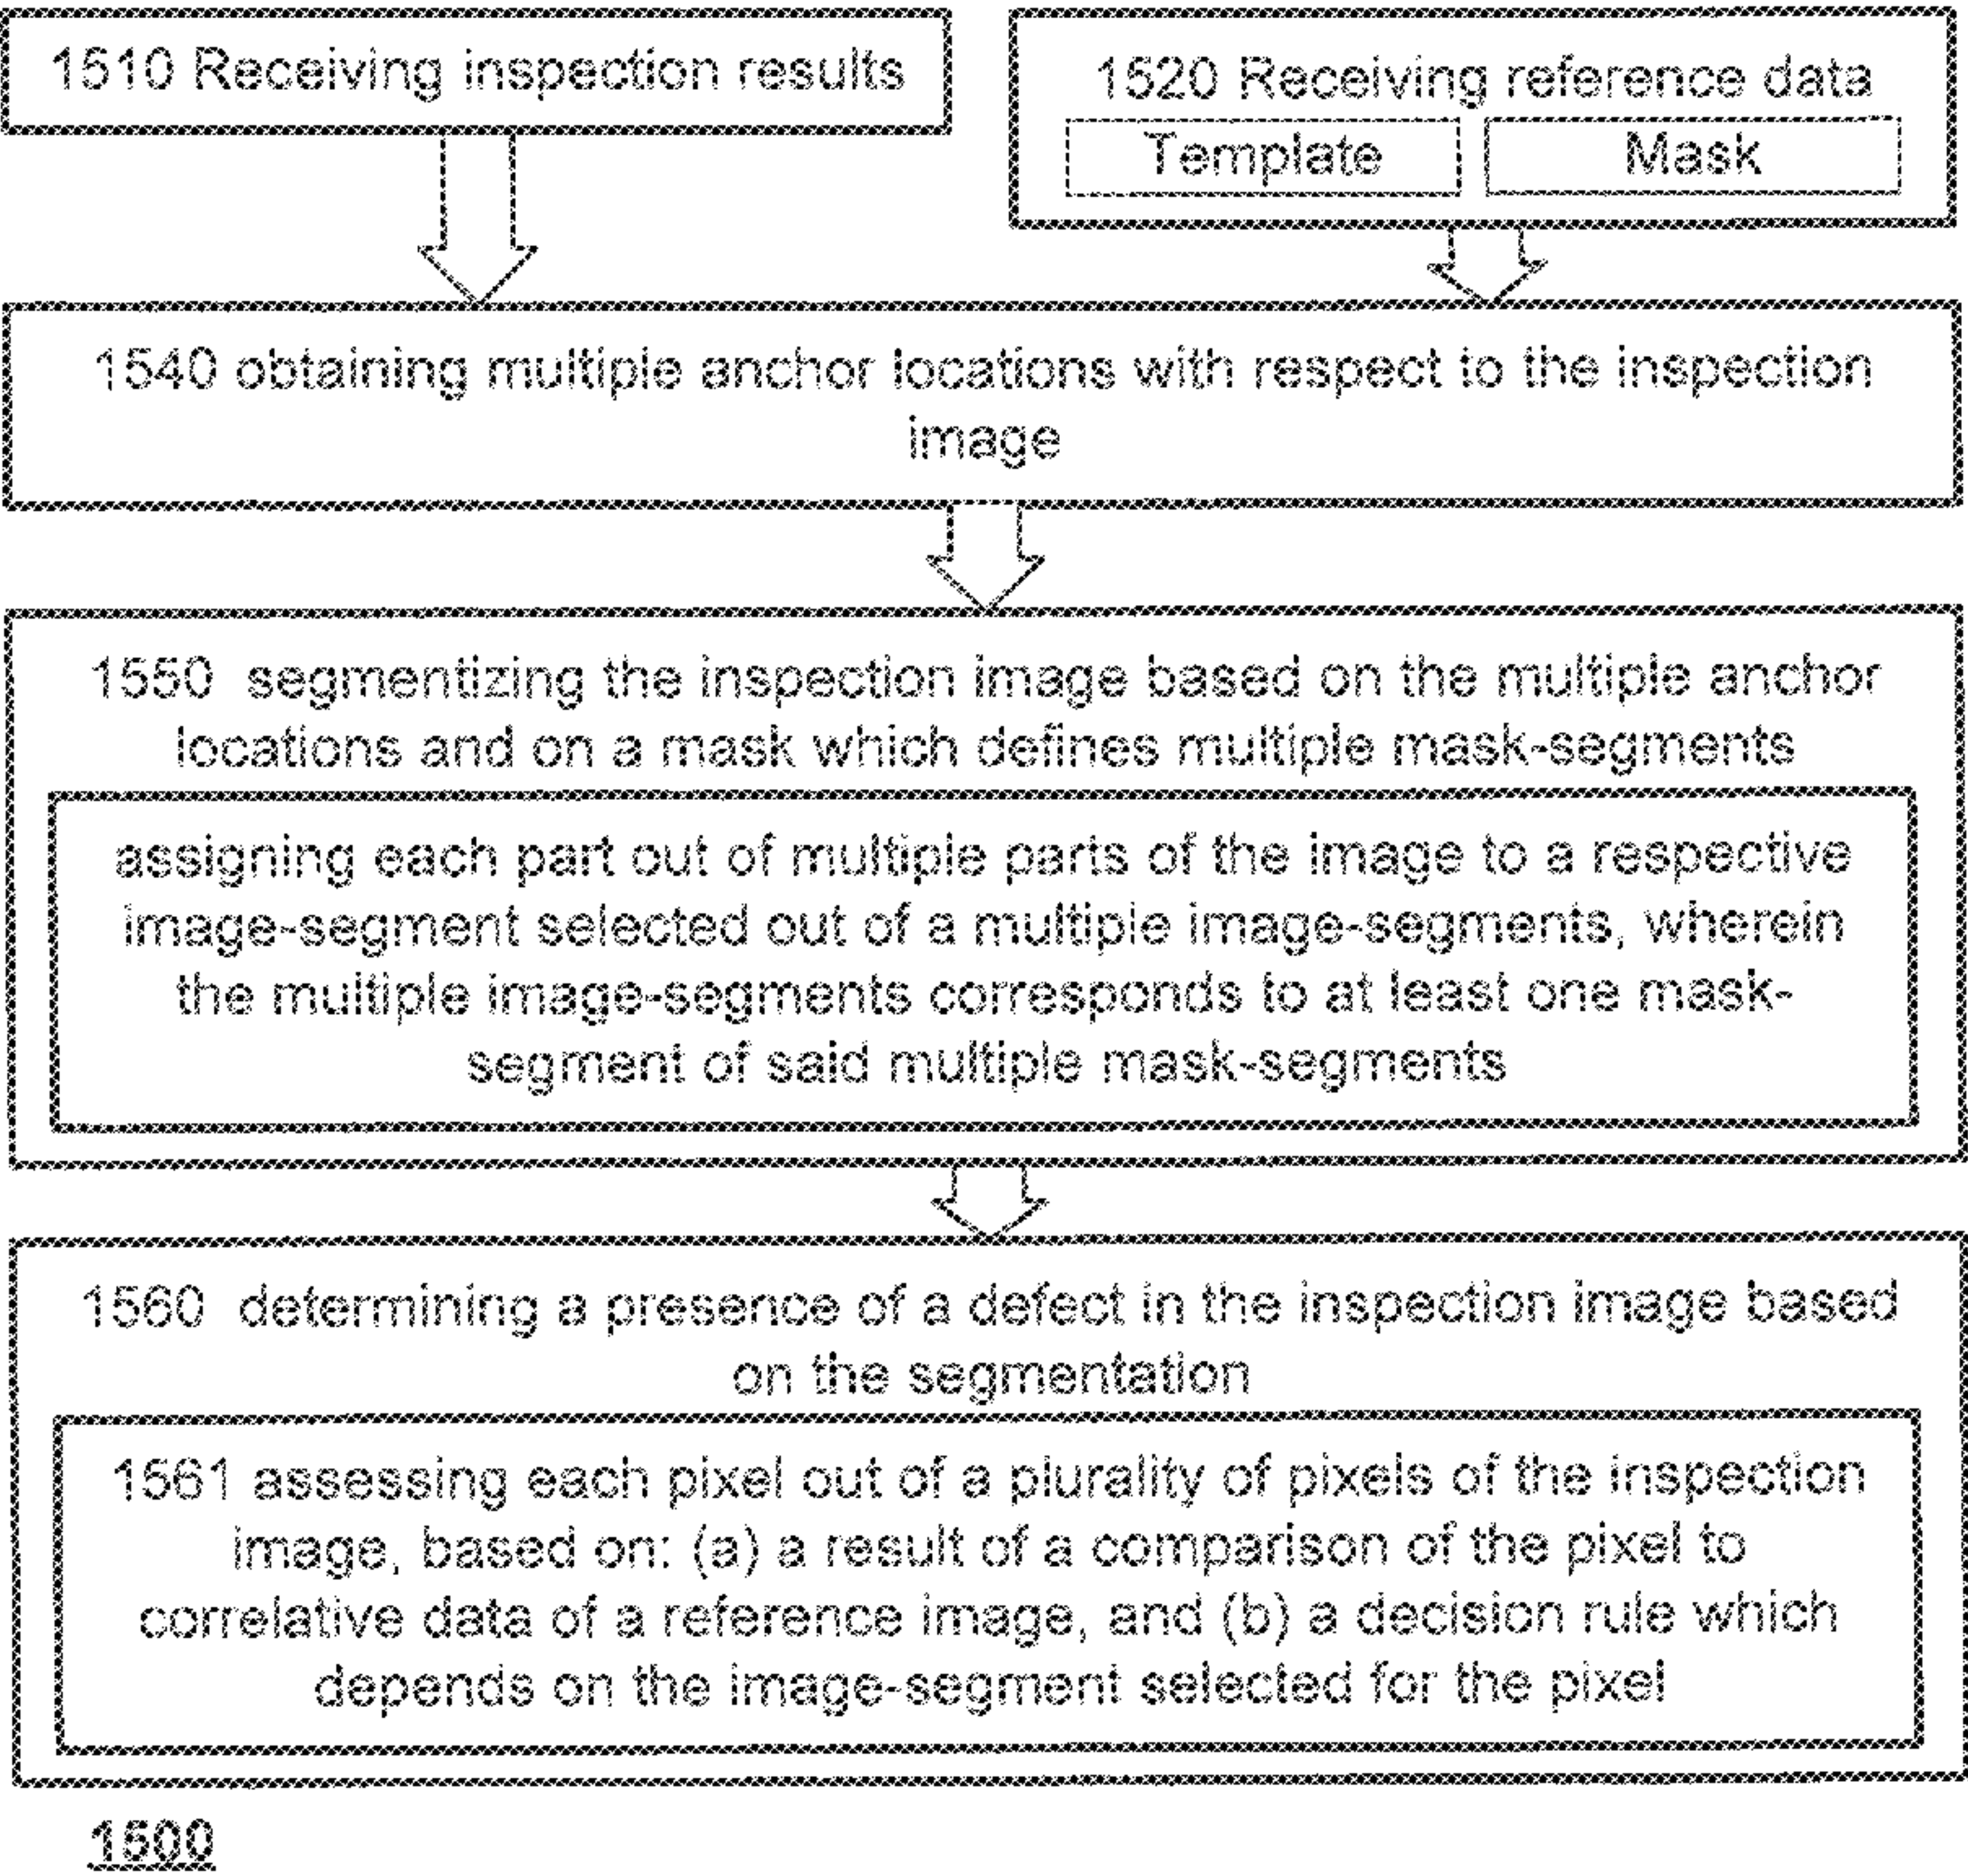 1510 Receiving inspection results
1520 Receiving reference data
Template
Mask
1540 obtaining multiple anchor locations with respect to the inspection
image
1550 segmentizing the inspection image based on the multiple anchor
locations and on a mask which defines multiple mask-segments
assigning each part out of multiple parts of the image to a respective
image-segment selected out of a multiple image-segments, wherein
the multiple image-segments corresponds to at least one mask-
segment of said multiple mask-segments
1560 determining a presence of a defect in the inspection image based
on the segmentation
1561 assessing each pixel out of a plurality of pixels of the inspection
image, based on: (a) a result of a comparison of the pixel to
correlative data of a reference image, and (b) a decision rule which
depends on the image-segment selected for the pixel
1500